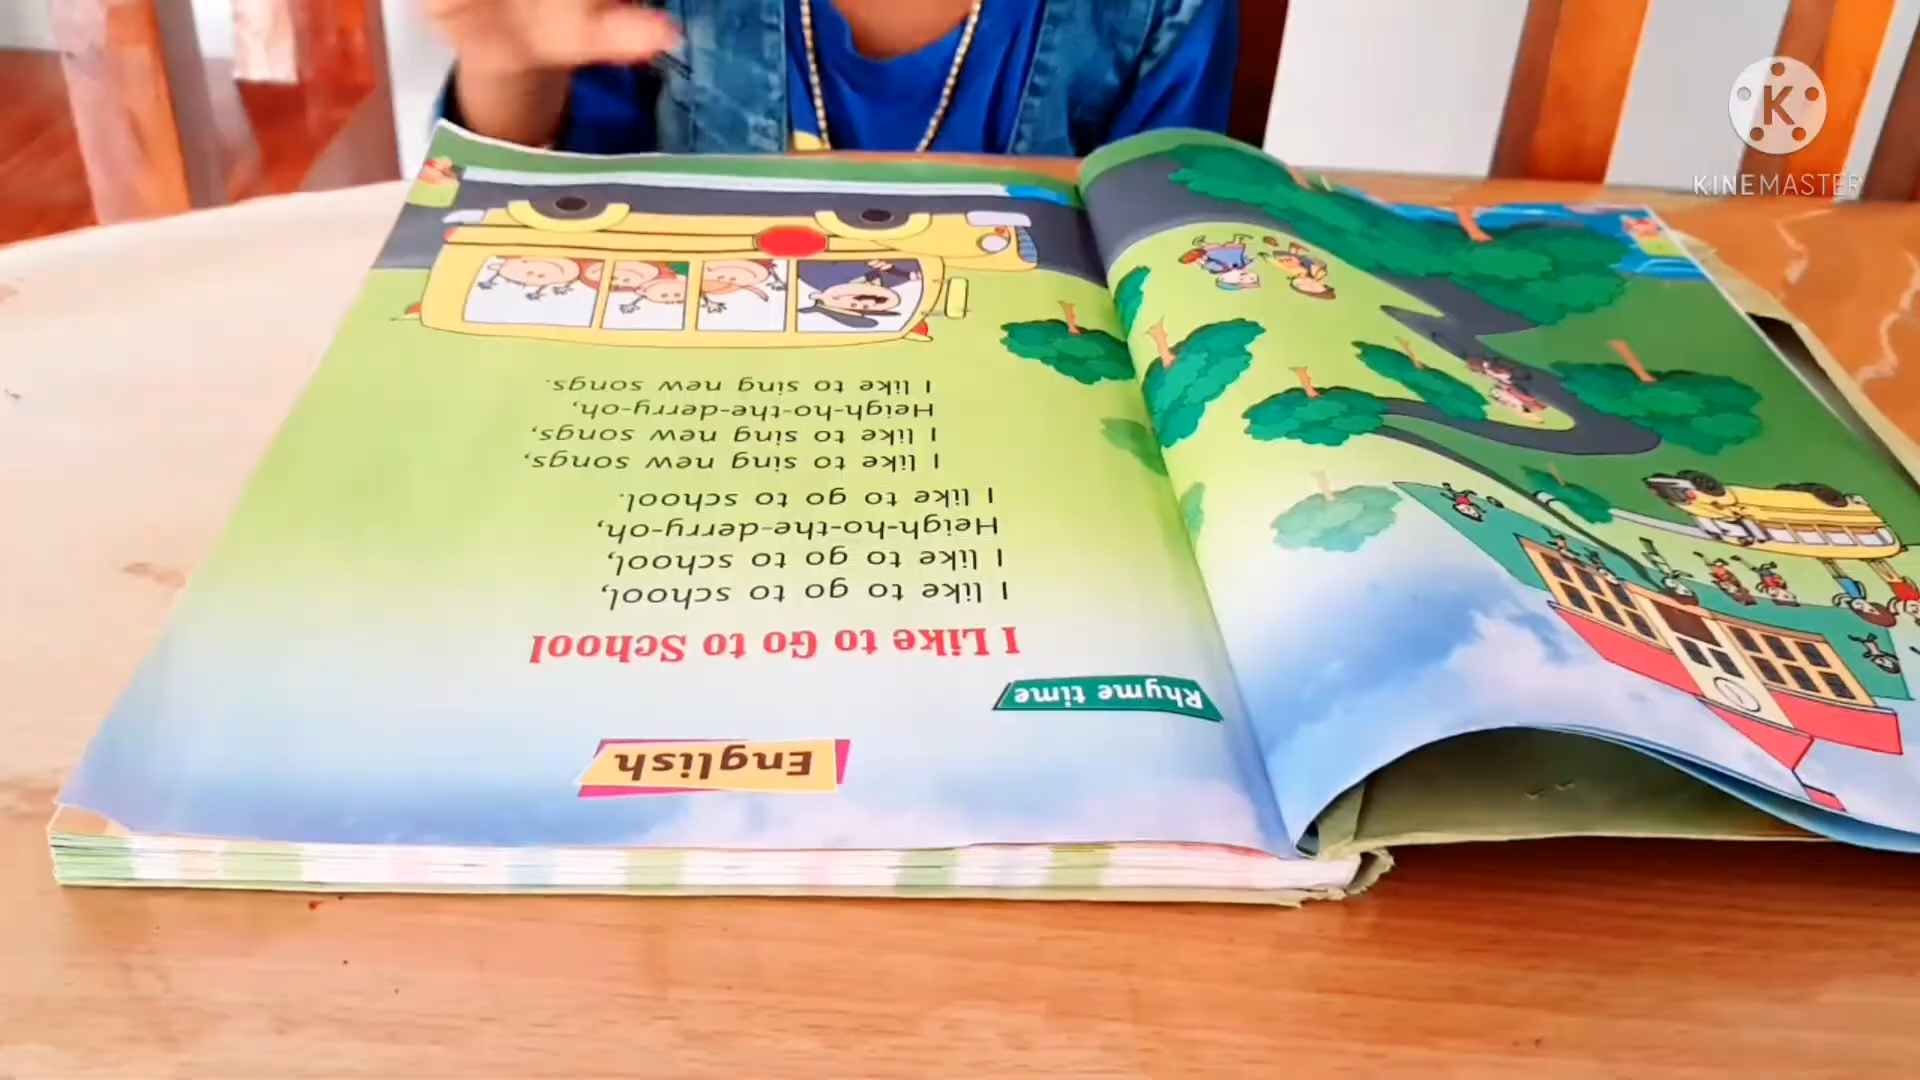 English
Rhyme time
I Like to Go to School
I like to go to school,
I like to go to school,
Heigh-ho-the-derry-oh,
I like to go to school.
I like to sing new songs,
I like to sing new songs,
Heigh-ho-the-derry-oh,
I like to sing new songs.
K
KINEMASTER